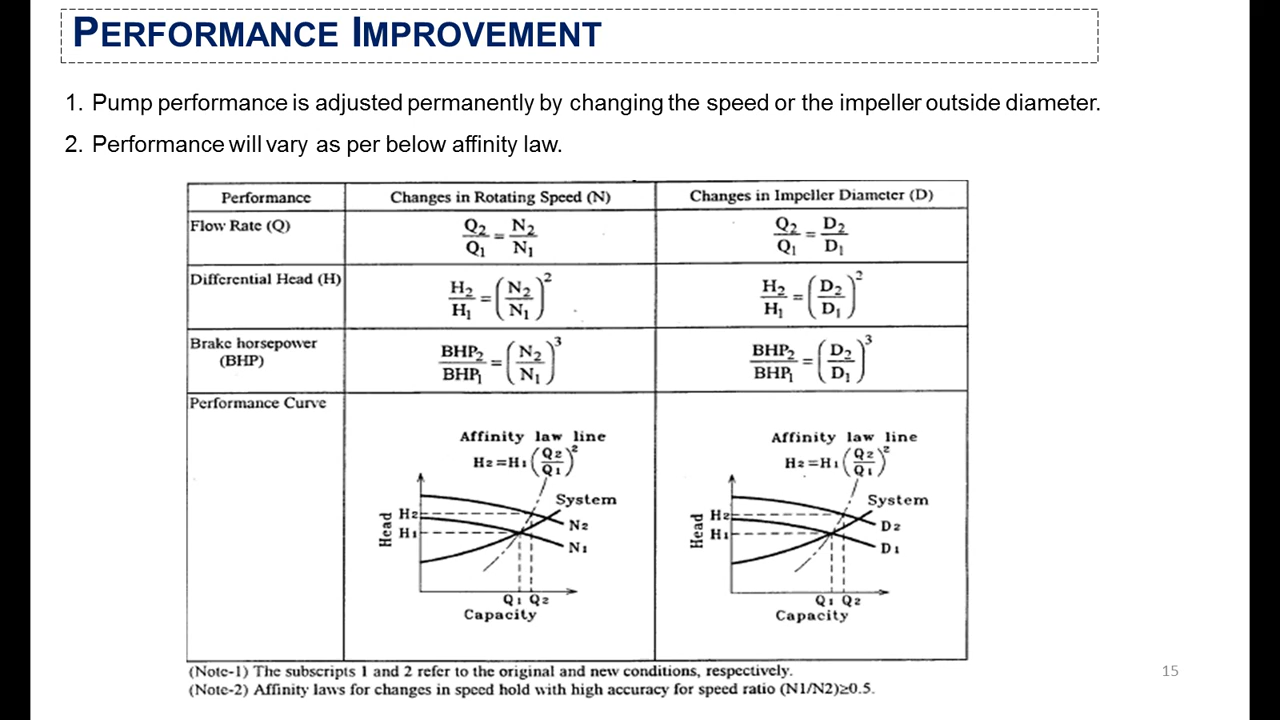 PERFORMANCE IMPROVEMENT
1. Pump performance is adjusted permanently by changing the speed or the impeller outside diameter.
2. Performance will vary as per below affinity law.
Performance Changes in Rotating Speed (N) Changes in Impeller Diameter (D)
Flow Rate (Q) Q2/Q1 = N2/N1 Q2/Q1 = D2/D1
Differential Head (H) H2/H1 = (N2/N1)^2 H2/H1 = (D2/D1)^2
Brake horsepower
(BHP) BHP2/BHP1 = (N2/N1)^3 BHP2/BHP1 = (D2/D1)^3
Performance Curve
Affinity law line
H2=H1(Q2/Q1)^2
System
Head
H2
H1
N2
N1
Q1 Q2
Capacity
Affinity law line
H2=H1(Q2/Q1)^2
System
Head
H2
H1
D2
D1
Q1 Q2
Capacity
(Note-1) The subscripts 1 and 2 refer to the original and new conditions, respectively.
(Note-2) Affinity laws for changes in speed hold with high accuracy for speed ratio (N1/N2)≥0.5.
15